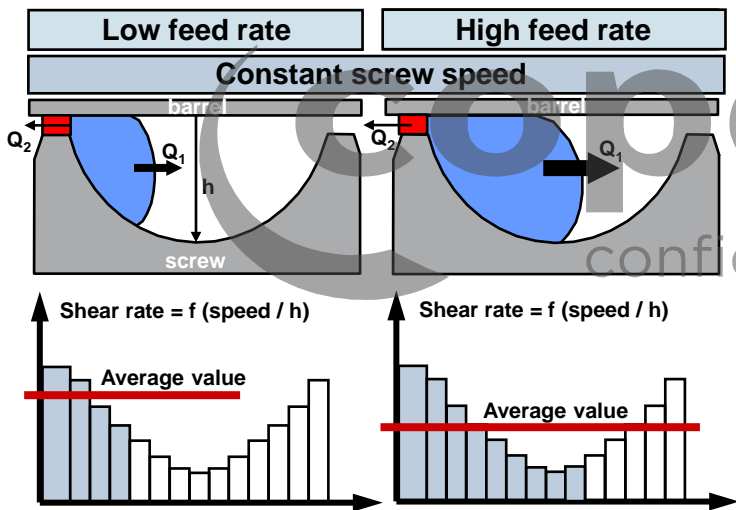 Low feed rate
High feed rate
Constant screw speed
barrel
barrel
Q2
Q1
h
Q2
Q1
screw
Shear rate = f (speed / h)
Shear rate = f (speed / h)
Average value
Average value